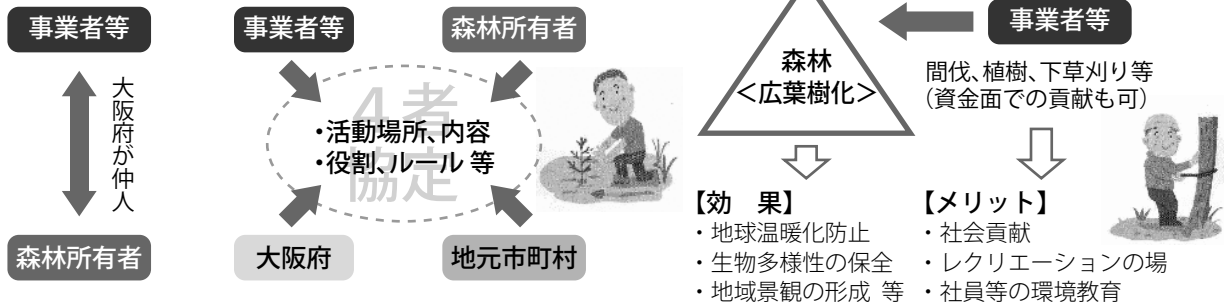 事業者等
大阪府が仲人
森林所有者
事業者等
森林所有者
4者
協定
・活動場所、内容
・役割、ルール 等
大阪府
地元市町村
森林
<広葉樹化>
事業者等
間伐、植樹、下草刈り等
(資金面での貢献も可)
【効　果】
・地球温暖化防止
・生物多様性の保全
・地域景観の形成 等
【メリット】
・社会貢献
・レクリエーションの場
・社員等の環境教育